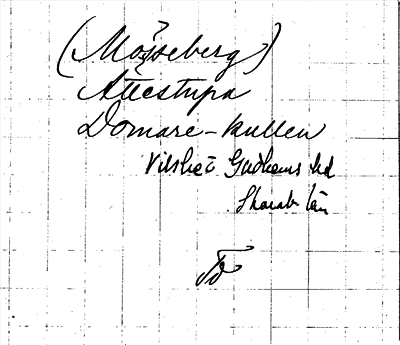 (Mösseberg)
Ättestupa
Domare-kullen
Vilske = Gudhems hd
Skarab. län